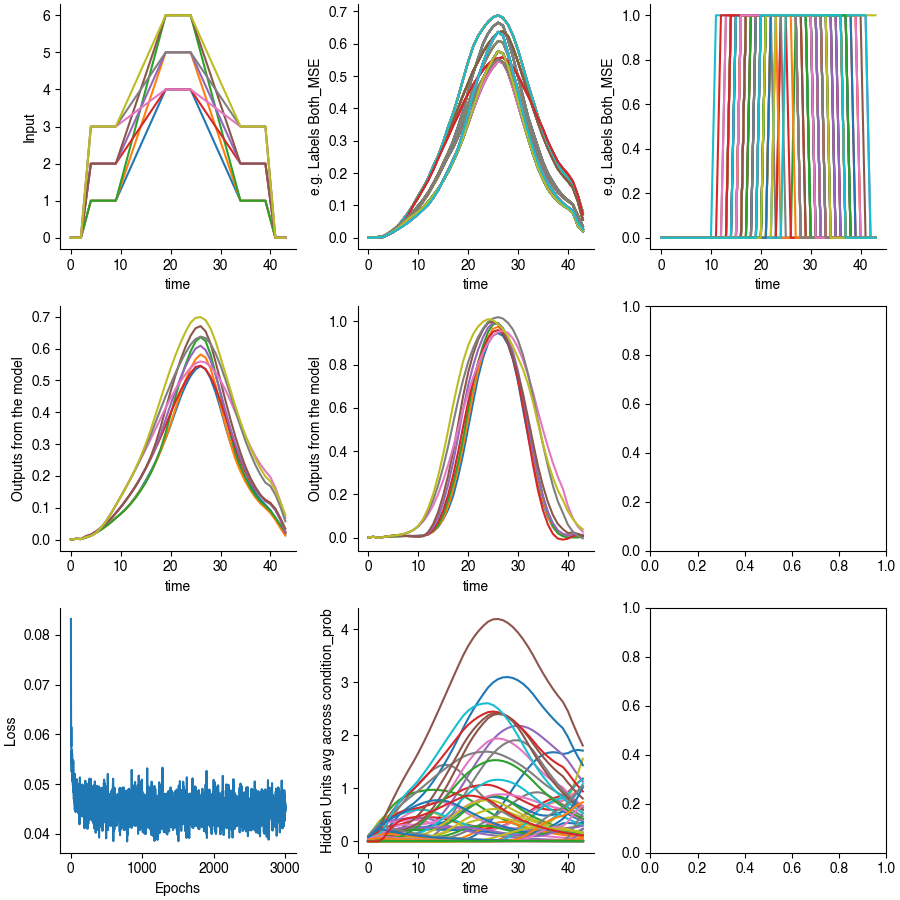 Input
6
5
4
3
2
1
0
0 10 20 30 40
time
e.g. Labels Both_MSE
0.7
0.6
0.5
0.4
0.3
0.2
0.1
0.0
0 10 20 30 40
time
e.g. Labels Both_MSE
1.0
0.8
0.6
0.4
0.2
0.0
0 10 20 30 40
time
Outputs from the model
0.7
0.6
0.5
0.4
0.3
0.2
0.1
0.0
0 10 20 30 40
time
Outputs from the model
1.0
0.8
0.6
0.4
0.2
0.0
0 10 20 30 40
time
1.0
0.8
0.6
0.4
0.2
0.0
0.0 0.2 0.4 0.6 0.8 1.0
Loss
0.08
0.07
0.06
0.05
0.04
0 1000 2000 3000
Epochs
Hidden Units avg across condition_prob
4
3
2
1
0
0 10 20 30 40
time
1.0
0.8
0.6
0.4
0.2
0.0
0.0 0.2 0.4 0.6 0.8 1.0